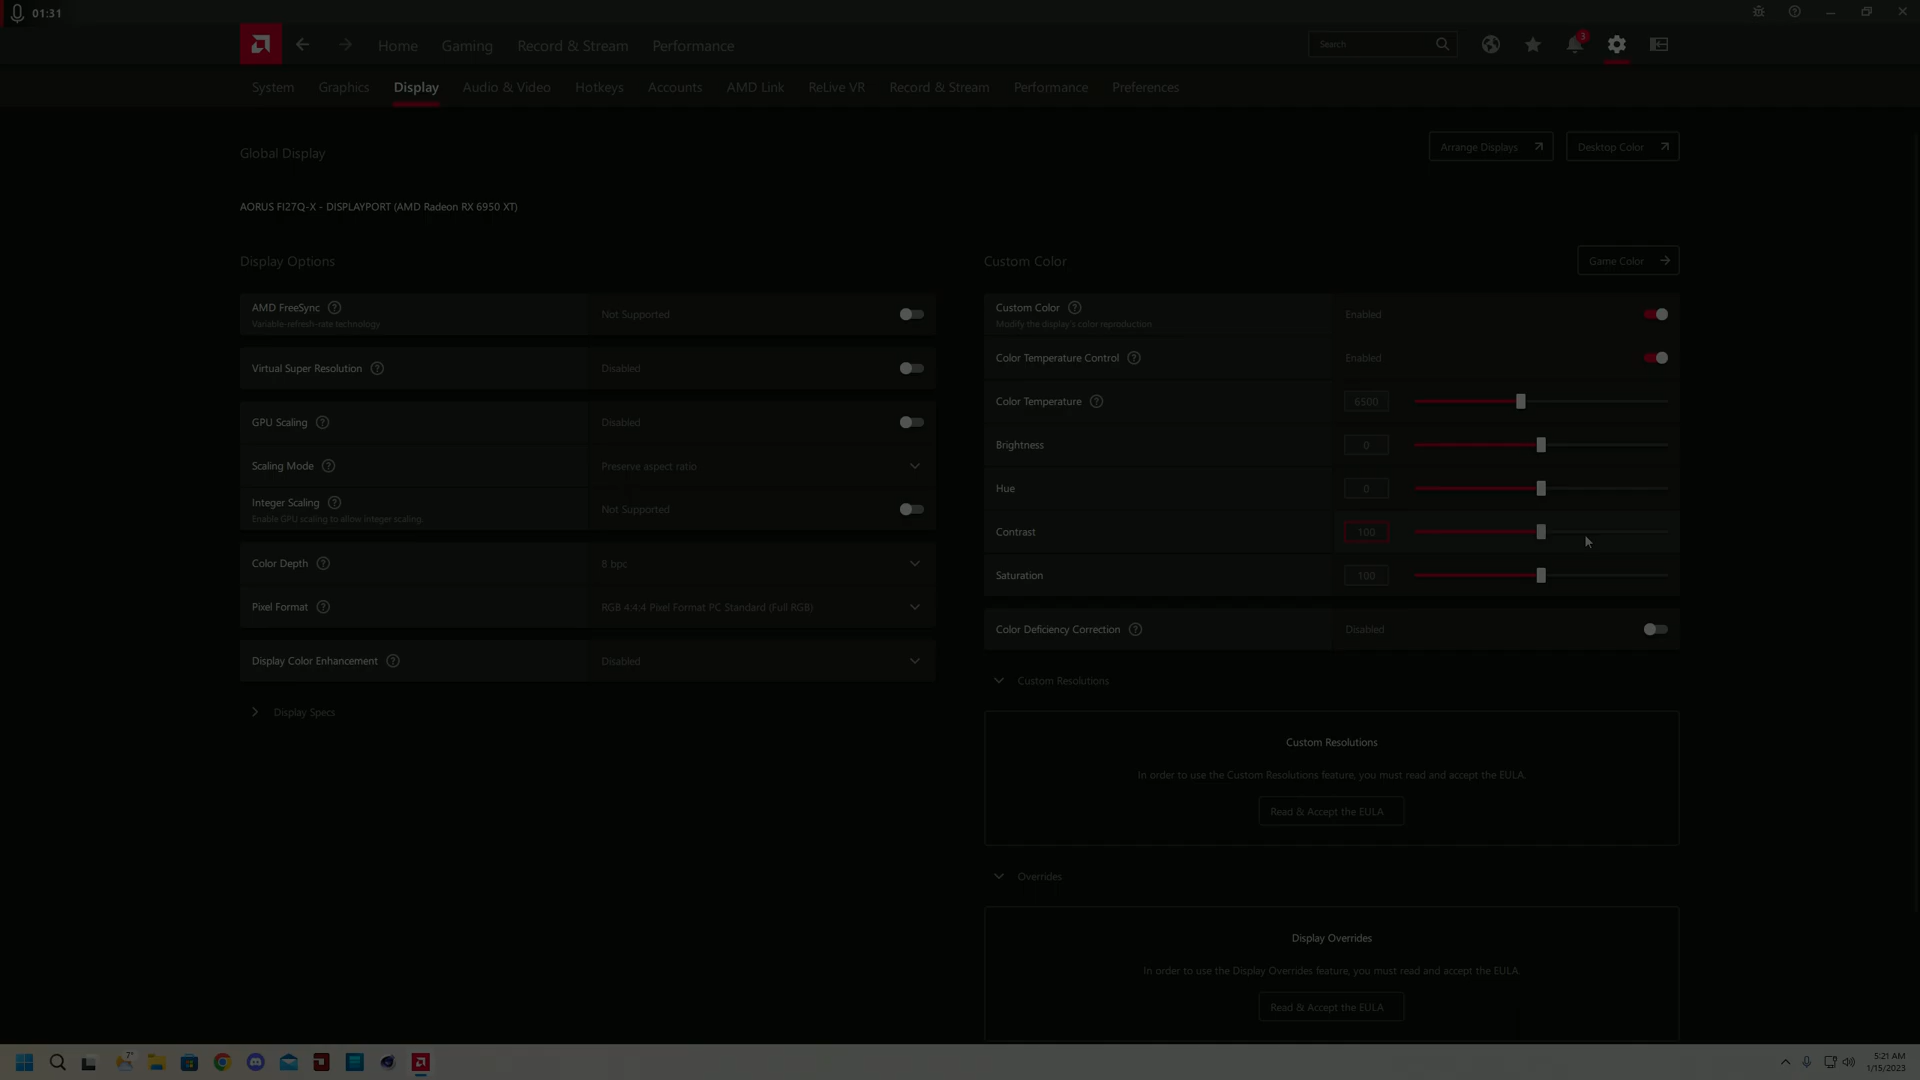 01:31
Home Gaming Record & Stream Performance
Search
3
System Graphics Display Audio & Video Hotkeys Accounts AMD Link ReLive VR Record & Stream Performance Preferences
Global Display
Arrange Displays
Desktop Color
AORUS FI27Q-X - DISPLAYPORT (AMD Radeon RX 6950 XT)
Display Options
AMD FreeSync
Variable-refresh-rate technology
Not Supported
Virtual Super Resolution
Disabled
GPU Scaling
Disabled
Scaling Mode
Preserve aspect ratio
Integer Scaling
Enable GPU scaling to allow integer scaling.
Not Supported
Color Depth
8 bpc
Pixel Format
RGB 4:4:4 Pixel Format PC Standard (Full RGB)
Display Color Enhancement
Disabled
Display Specs
Custom Color
Game Color
Custom Color
Modify the display's color reproduction
Enabled
Color Temperature Control
Enabled
Color Temperature
6500
Brightness
0
Hue
0
Contrast
100
Saturation
100
Color Deficiency Correction
Disabled
Custom Resolutions
Custom Resolutions
In order to use the Custom Resolutions feature, you must read and accept the EULA.
Read & Accept the EULA
Overrides
Display Overrides
In order to use the Display Overrides feature, you must read and accept the EULA.
Read & Accept the EULA
7°
5:21 AM
1/15/2023